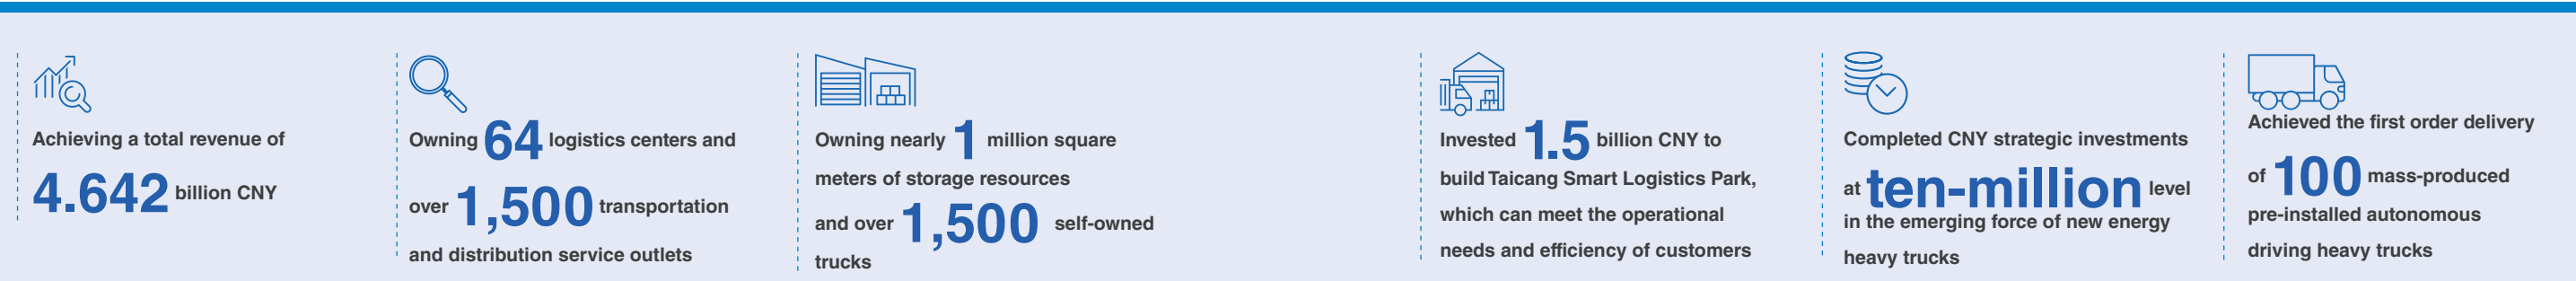 Achieving a total revenue of
4.642 billion CNY
Owning 64 logistics centers and
over 1,500 transportation
and distribution service outlets
Owning nearly 1 million square
meters of storage resources
and over 1,500 self-owned
trucks
Invested 1.5 billion CNY to
build Taicang Smart Logistics Park,
which can meet the operational
needs and efficiency of customers
Completed CNY strategic investments
at ten-million level
in the emerging force of new energy
heavy trucks
Achieved the first order delivery
of 100 mass-produced
pre-installed autonomous
driving heavy trucks